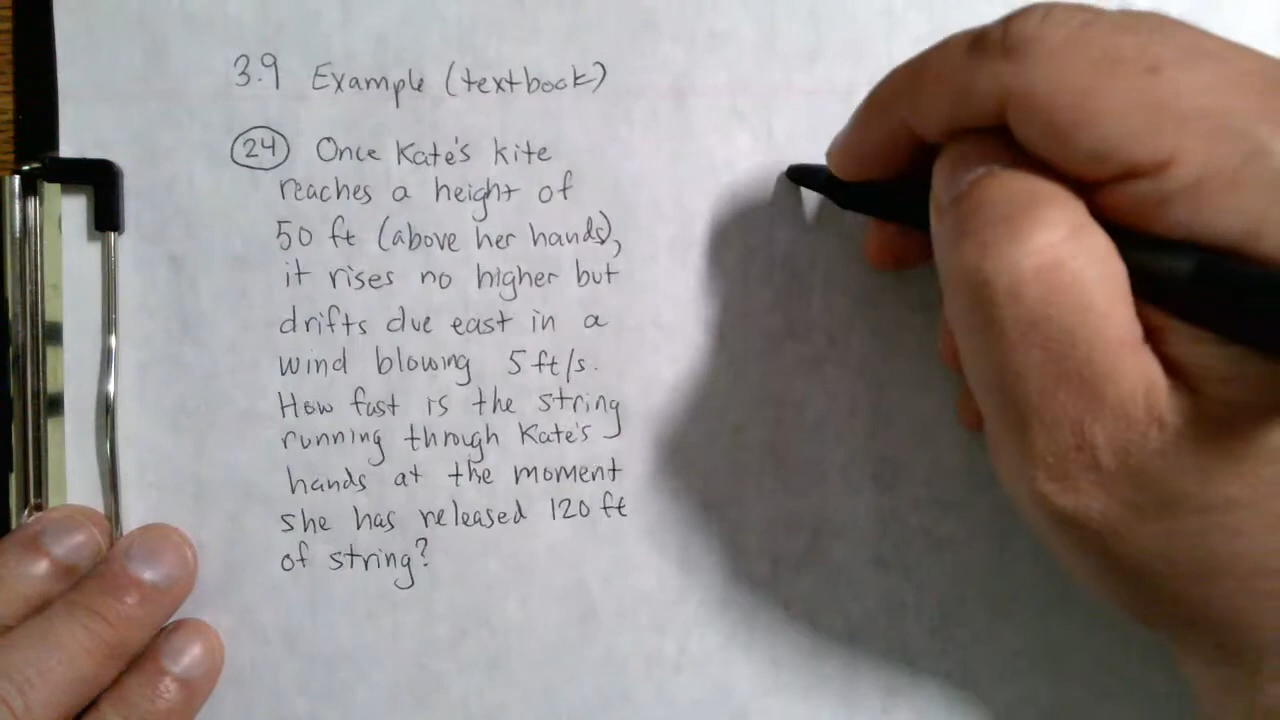 3.9 Example (textbook)
24 Once Kate's kite
reaches a height of
50 ft (above her hands),
it rises no higher but
drifts due east in a
wind blowing 5 ft/s.
How fast is the string
running through Kate's
hands at the moment
she has released 120 ft
of string?